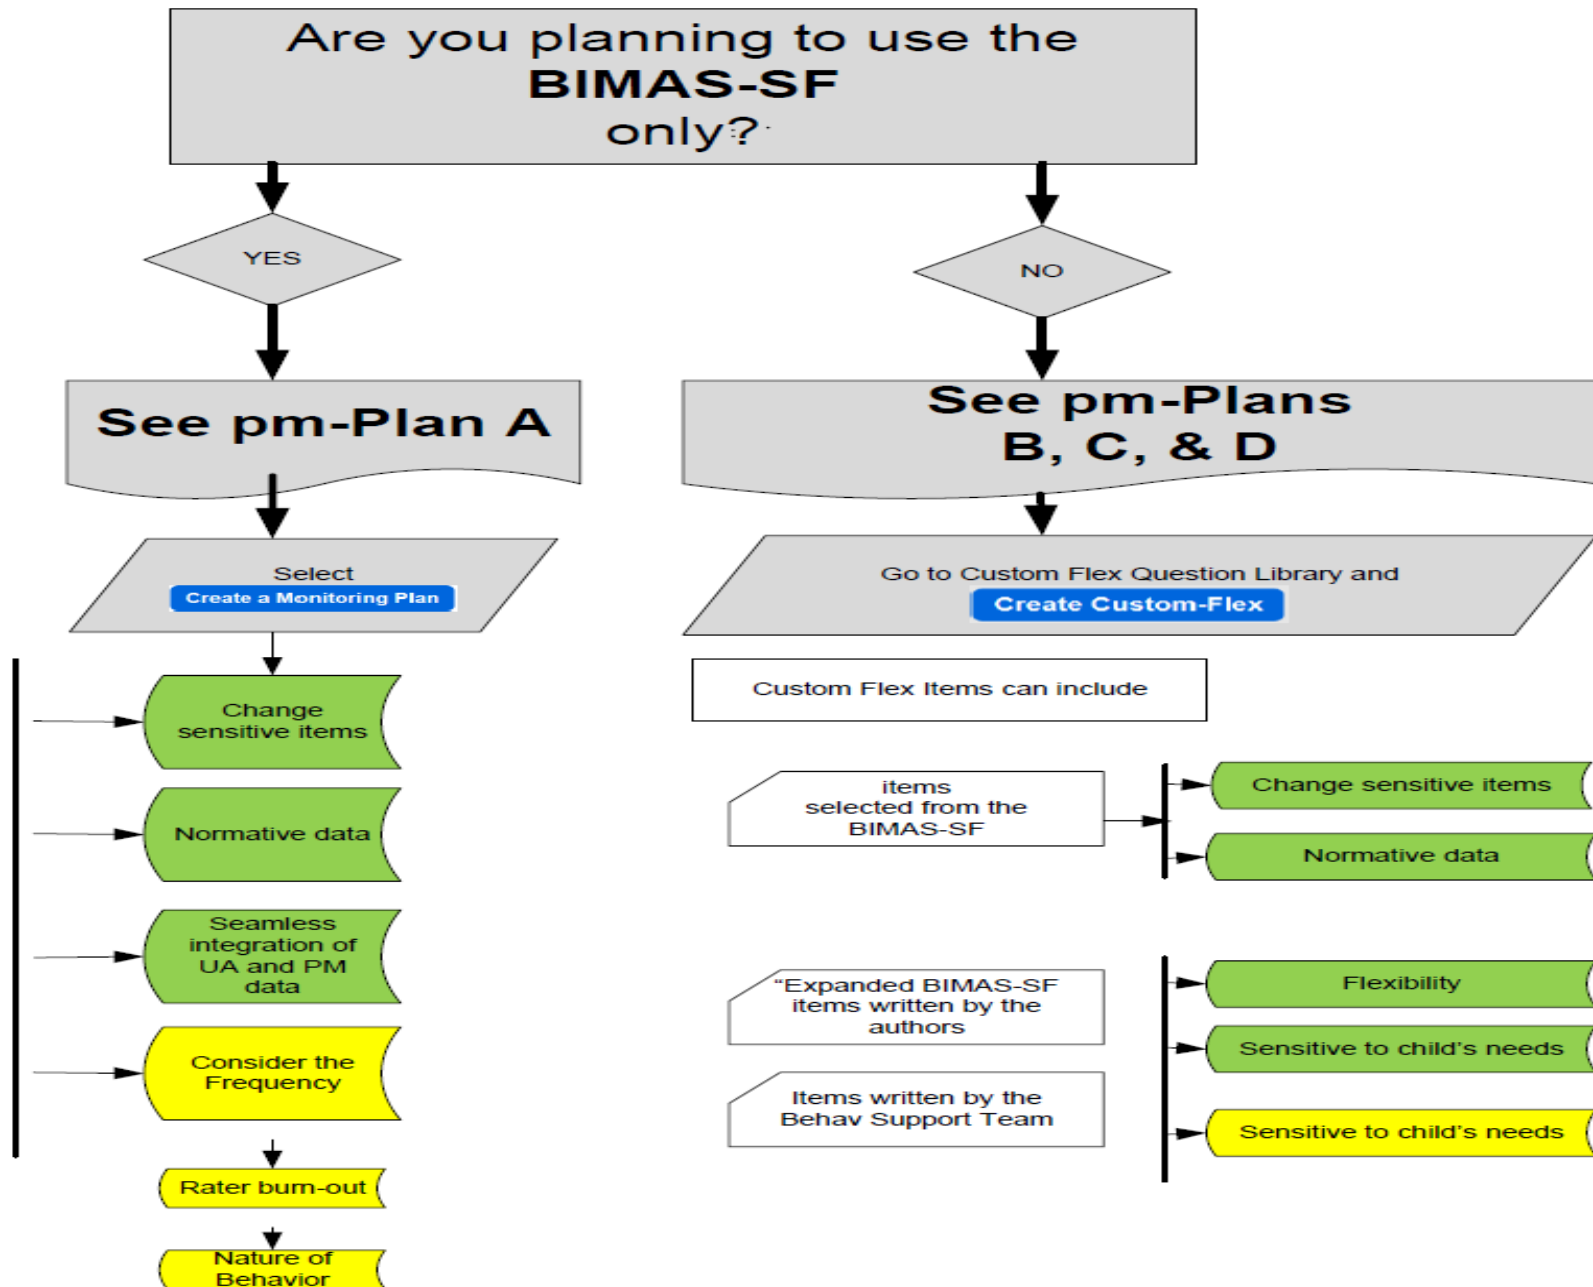 Are you planning to use the
BIMAS-SF
only?
YES
NO
See pm-Plan A
See pm-Plans
B, C, & D
Select
Create a Monitoring Plan
Go to Custom Flex Question Library and
Create Custom-Flex
Change
sensitive items
Normative data
Seamless
integration of
UA and PM
data
Consider the
Frequency
Rater burn-out
Nature of
Behavior
Custom Flex Items can include
items
selected from the
BIMAS-SF
Change sensitive items
Normative data
“Expanded BIMAS-SF
items written by the
authors
Items written by the
Behav Support Team
Flexibility
Sensitive to child's needs
Sensitive to child's needs